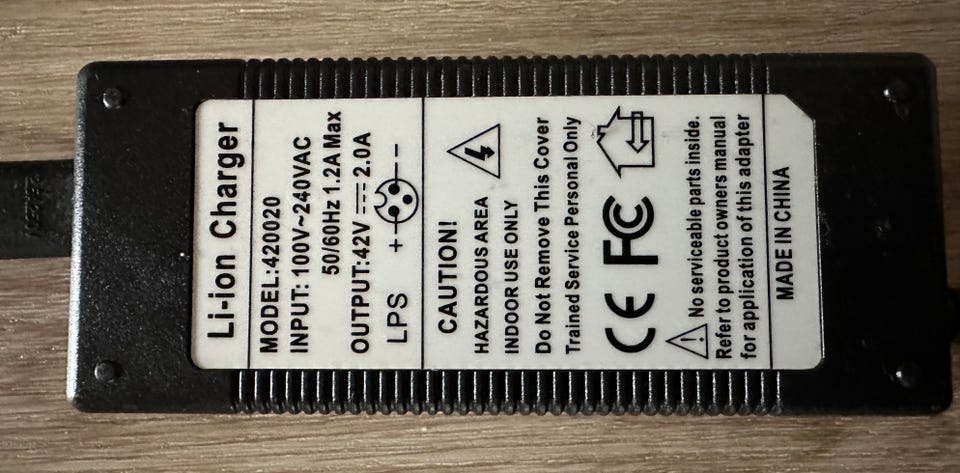 Li-ion Charger
MODEL:420020
INPUT: 100V~240VAC
50/60Hz 1.2A Max
OUTPUT:42V⎓2.0A
LPS + -
CAUTION!
HAZARDOUS AREA
INDOOR USE ONLY
Do Not Remove This Cover
Trained Service Personal Only
CE FC
No serviceable parts inside.
Refer to product owners manual
for application of this adapter
MADE IN CHINA